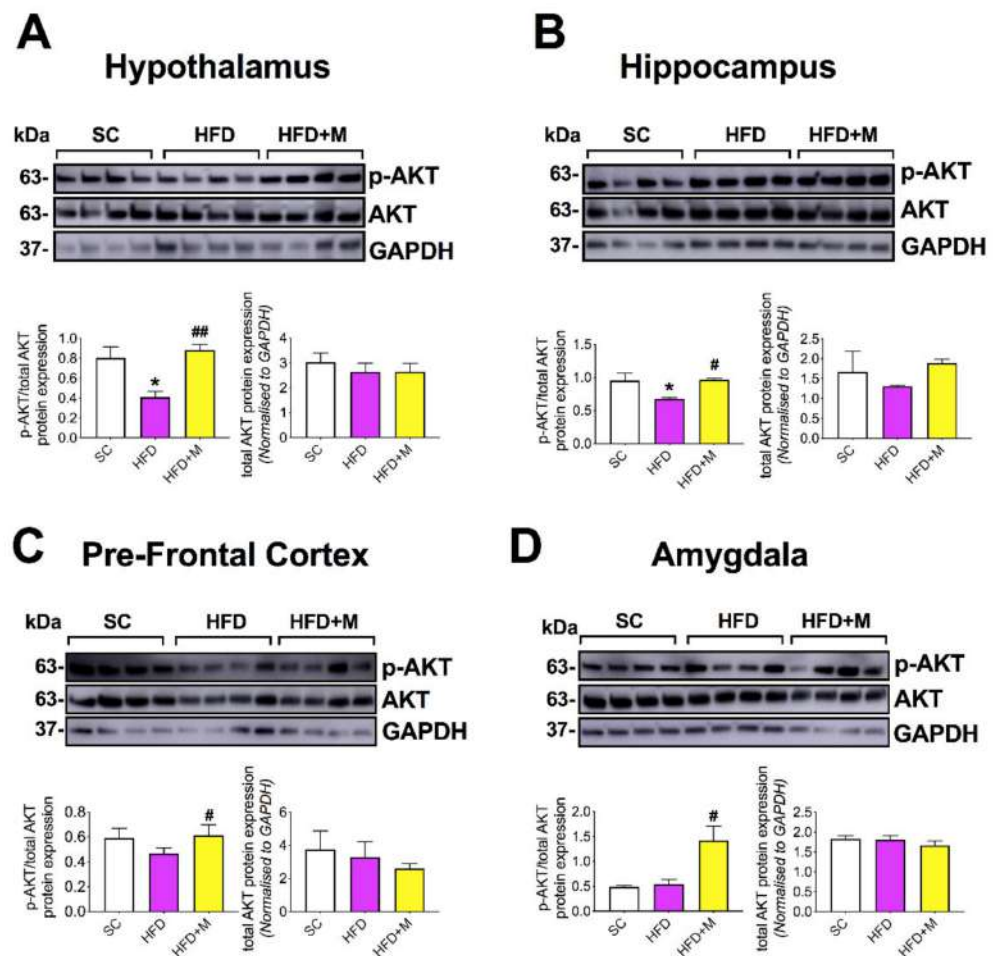 A
Hypothalamus
kDa SC HFD HFD+M
63- p-AKT
63- AKT
37- GAPDH
p-AKT/total AKT
protein expression
1.0
0.8
0.6
0.4
0.2
0.0
*
##
SC HFD HFD+M
total AKT protein expression
(Normalised to GAPDH)
4
3
2
1
0
SC HFD HFD+M
B
Hippocampus
kDa SC HFD HFD+M
63- p-AKT
63- AKT
37- GAPDH
p-AKT/total AKT
protein expression
1.5
1.0
0.5
0.0
*
#
SC HFD HFD+M
total AKT protein expression
(Normalised to GAPDH)
2.5
2.0
1.5
1.0
0.5
0.0
SC HFD HFD+M
C
Pre-Frontal Cortex
kDa SC HFD HFD+M
63- p-AKT
63- AKT
37- GAPDH
p-AKT/total AKT
protein expression
0.8
0.6
0.4
0.2
0.0
#
SC HFD HFD+M
total AKT protein expression
(Normalised to GAPDH)
6
4
2
0
SC HFD HFD+M
D
Amygdala
kDa SC HFD HFD+M
63- p-AKT
63- AKT
37- GAPDH
p-AKT/total AKT
protein expression
2.0
1.5
1.0
0.5
0.0
#
SC HFD HFD+M
total AKT protein expression
(Normalised to GAPDH)
2.5
2.0
1.5
1.0
0.5
0.0
SC HFD HFD+M